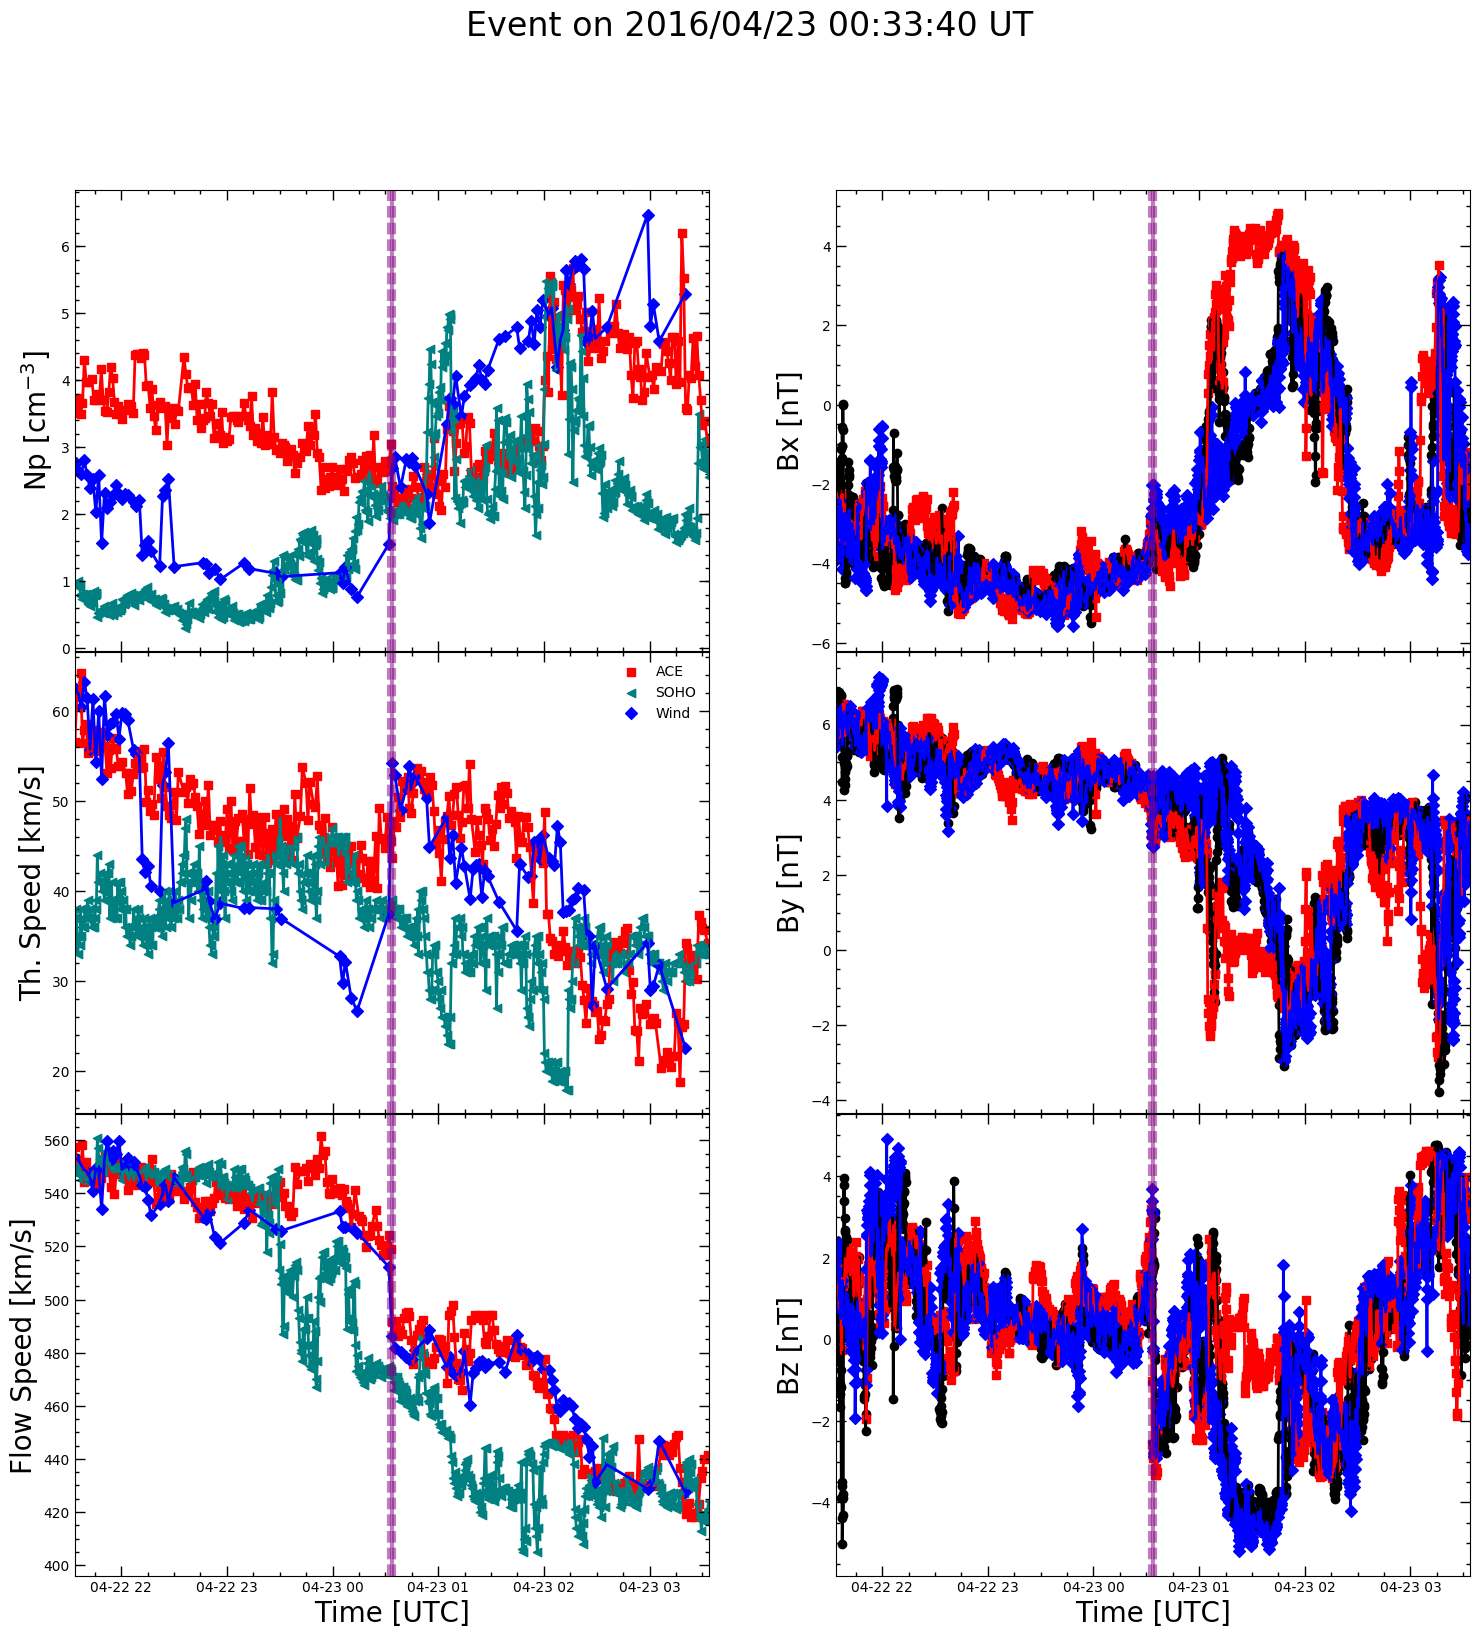 Event on 2016/04/23 00:33:40 UT
Np [cm⁻³]
6
5
4
3
2
1
0
Bx [nT]
4
2
0
−2
−4
−6
Th. Speed [km/s]
60
50
40
30
20
ACE
SOHO
Wind
By [nT]
6
4
2
0
−2
−4
Flow Speed [km/s]
560
540
520
500
480
460
440
420
400
Bz [nT]
4
2
0
−2
−4
04-22 22 04-22 23 04-23 00 04-23 01 04-23 02 04-23 03
Time [UTC]
04-22 22 04-22 23 04-23 00 04-23 01 04-23 02 04-23 03
Time [UTC]